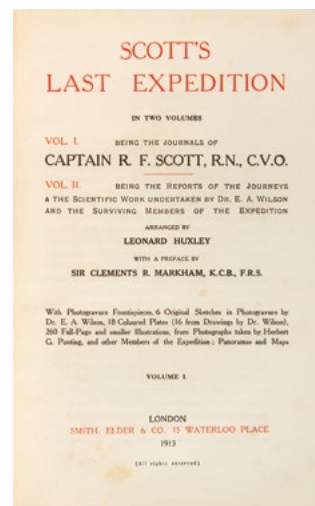 SCOTT'S
LAST EXPEDITION
IN TWO VOLUMES
VOL. I. BEING THE JOURNALS OF
CAPTAIN R. F. SCOTT, R.N., C.V.O.
VOL. II. BEING THE REPORTS OF THE JOURNEYS
& THE SCIENTIFIC WORK UNDERTAKEN BY DR. E. A. WILSON
AND THE SURVIVING MEMBERS OF THE EXPEDITION
ARRANGED BY
LEONARD HUXLEY
WITH A PREFACE BY
SIR CLEMENTS R. MARKHAM, K.C.B., F.R.S.
With Photogravure Frontispieces, 6 Original Sketches in Photogravure by
Dr. E. A. Wilson, 18 Coloured Plates (16 from Drawings by Dr. Wilson),
260 Full-Page and smaller Illustrations, from Photographs taken by Herbert
G. Ponting, and other Members of the Expedition; Panoramas and Maps
VOLUME I.
LONDON
SMITH, ELDER & CO. 15 WATERLOO PLACE
1913
[All rights reserved]